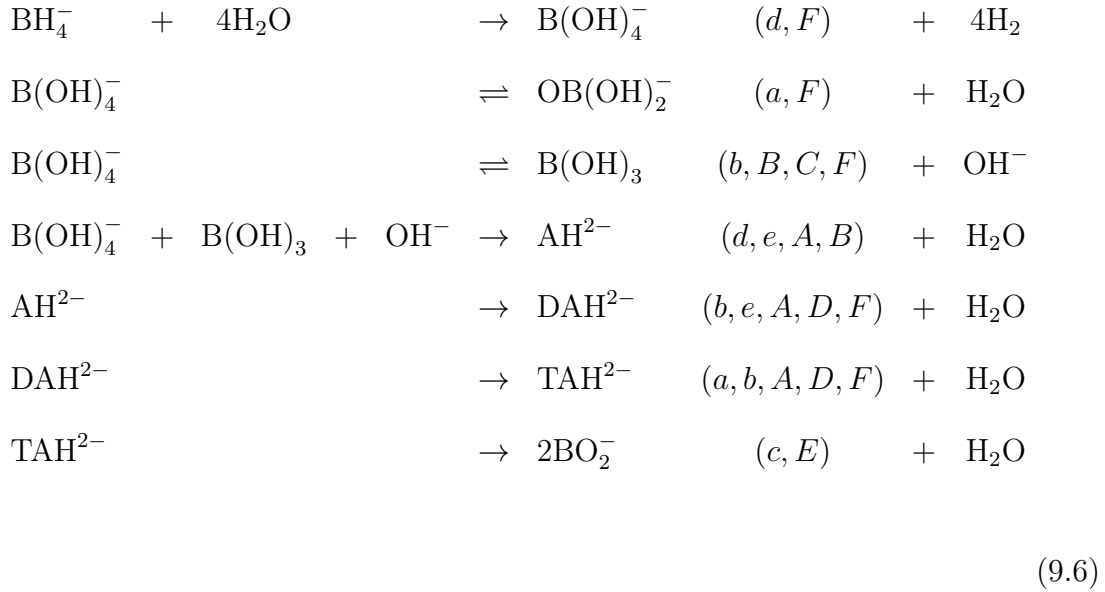 BH₄⁻ + 4H₂O → B(OH)₄⁻ (d, F) + 4H₂
B(OH)₄⁻ ⇌ OB(OH)₂⁻ (a, F) + H₂O
B(OH)₄⁻ ⇌ B(OH)₃ (b, B, C, F) + OH⁻
B(OH)₄⁻ + B(OH)₃ + OH⁻ → AH²⁻ (d, e, A, B) + H₂O
AH²⁻ → DAH²⁻ (b, e, A, D, F) + H₂O
DAH²⁻ → TAH²⁻ (a, b, A, D, F) + H₂O
TAH²⁻ → 2BO₂⁻ (c, E) + H₂O
(9.6)